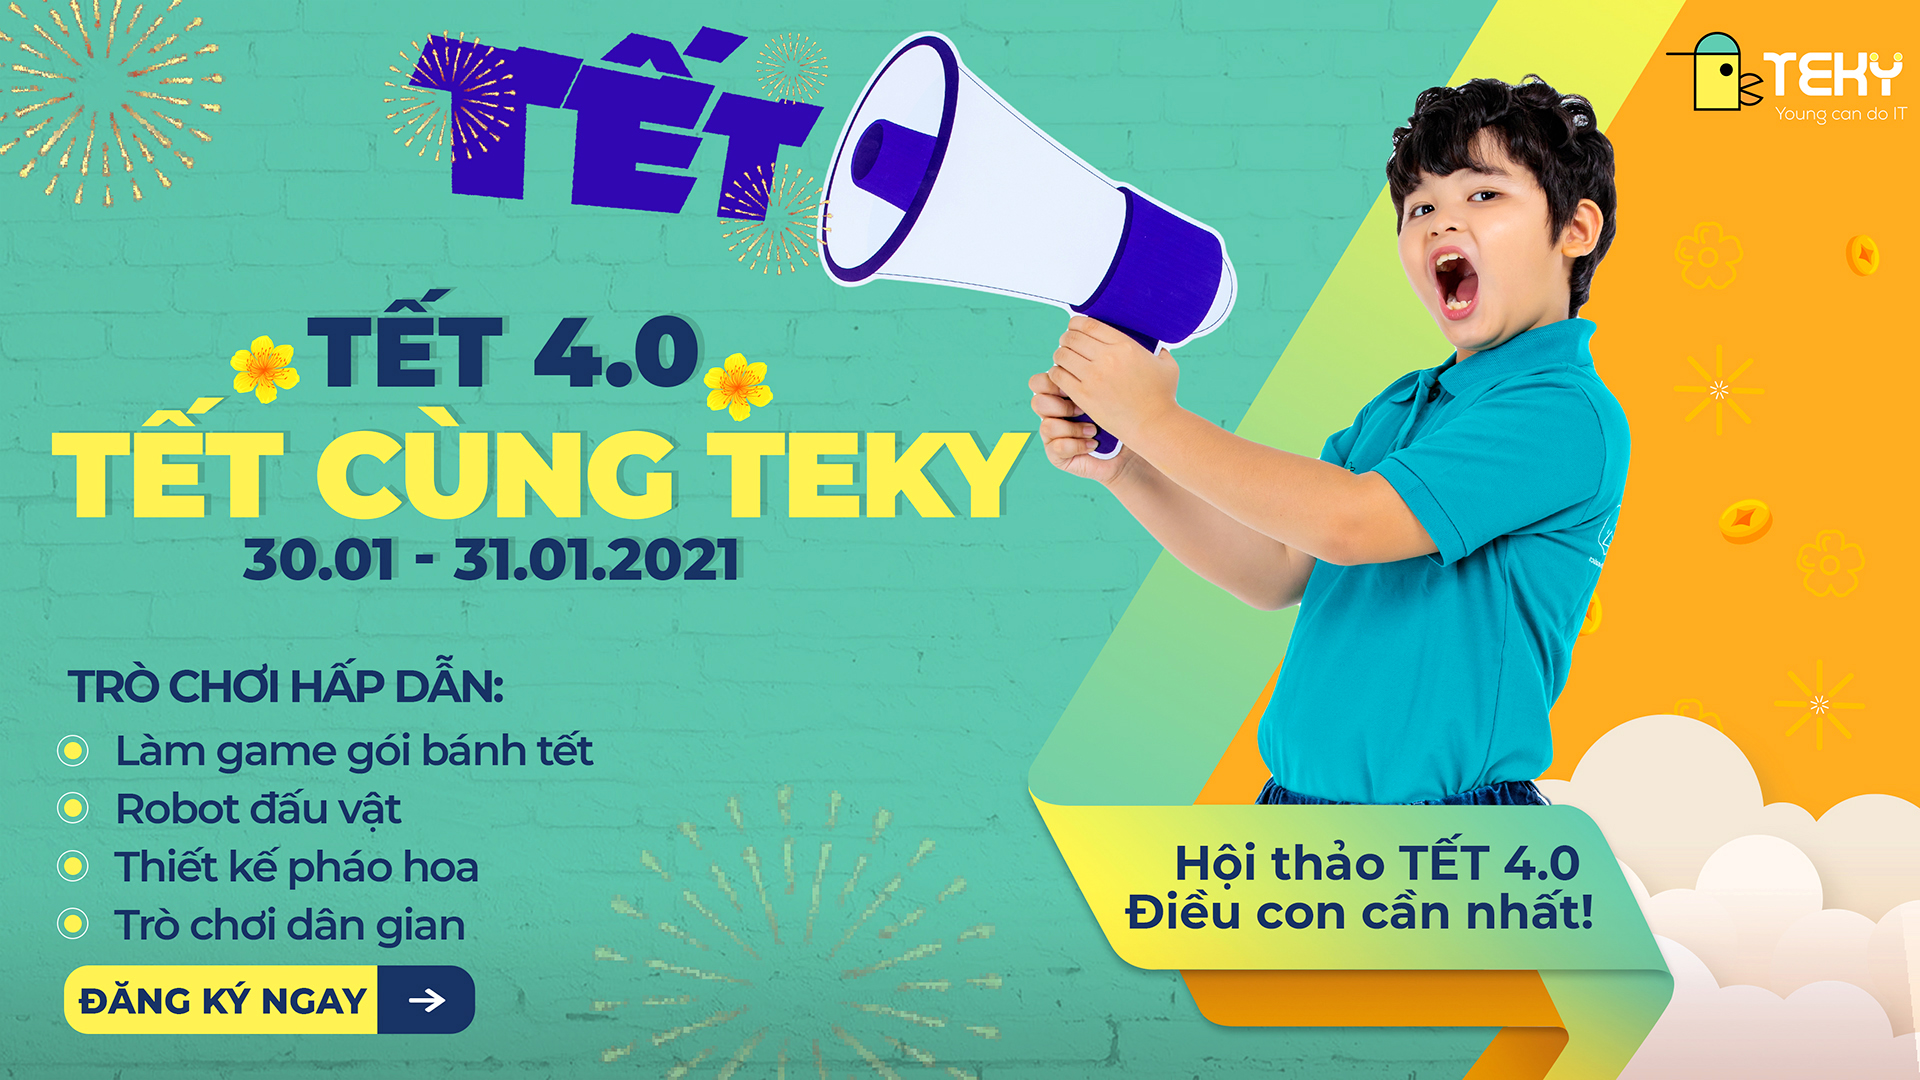 TẾT
TEKY
Young can do IT
TẾT 4.0
TẾT CÙNG TEKY
30.01 - 31.01.2021
TRÒ CHƠI HẤP DẪN:
Làm game gói bánh tết
Robot đấu vật
Thiết kế pháo hoa
Trò chơi dân gian
ĐĂNG KÝ NGAY
Hội thảo TẾT 4.0
Điều con cần nhất!